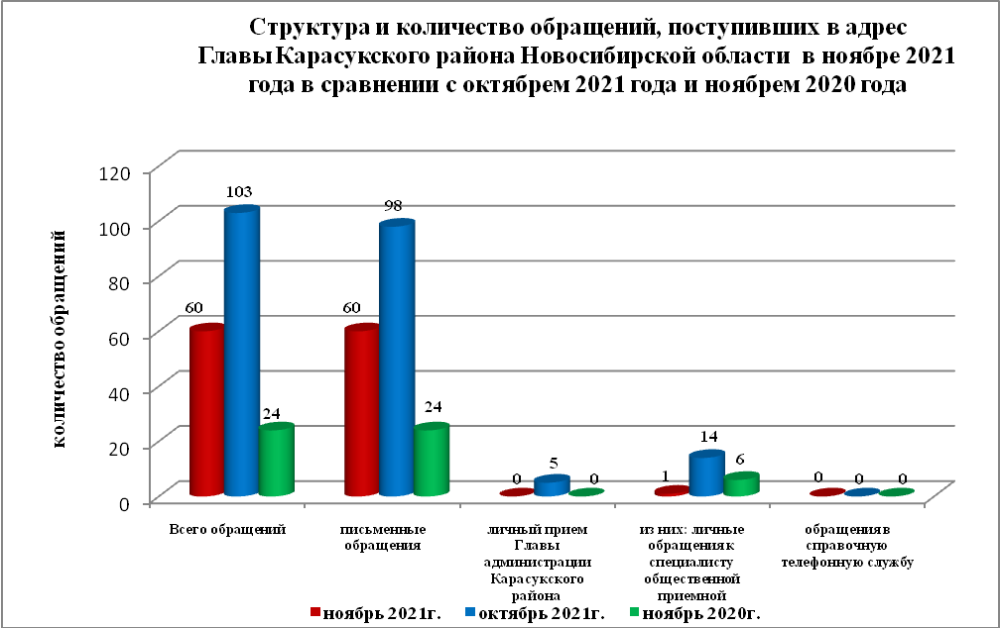 Структура и количество обращений, поступивших в адрес
Главы Карасукского района Новосибирской области в ноябре 2021
года в сравнении с октябрем 2021 года и ноябрем 2020 года
количество обращений
120
100
80
60
40
20
0
60
103
24
60
98
24
0
5
0
1
14
6
0
0
0
Всего обращений
письменные
обращения
личный прием
Главы
администрации
Карасукского
района
из них: личные
обращения к
специалисту
общественной
приемной
обращения в
справочную
телефонную службу
ноябрь 2021г.
октябрь 2021г.
ноябрь 2020г.